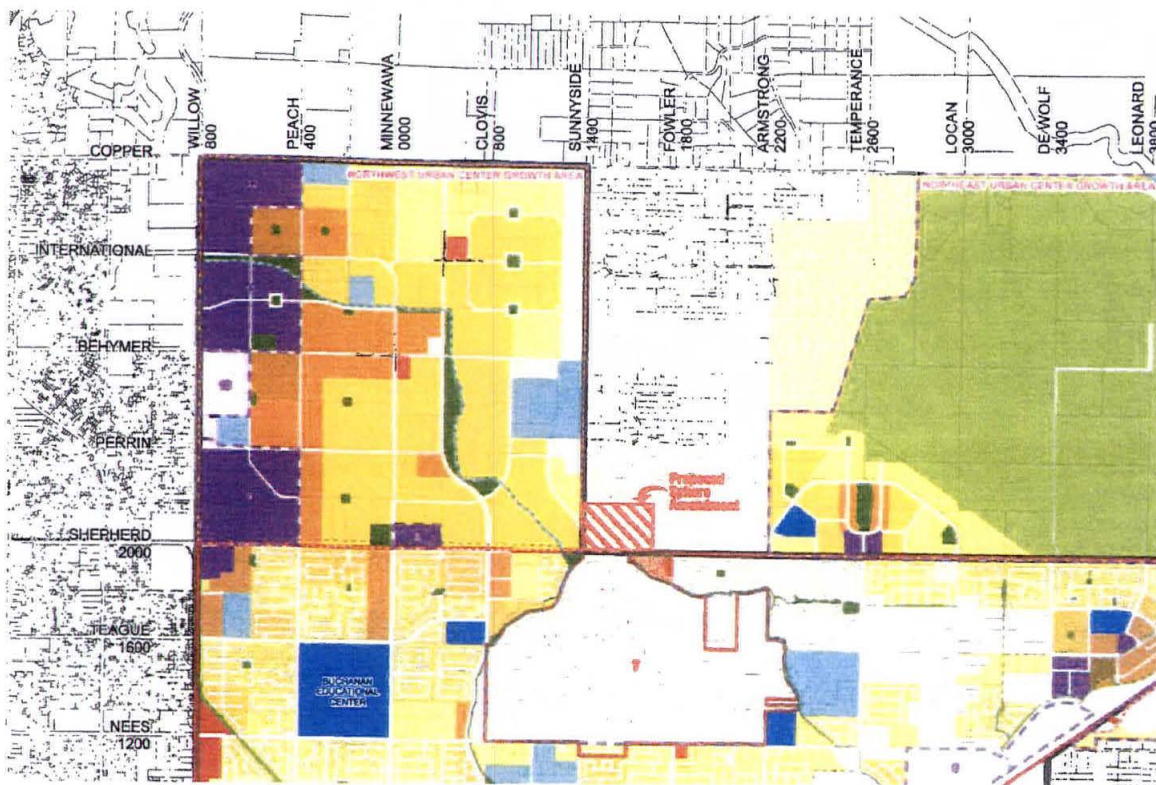 WILLOW
800
PEACH
400
MINNEWAWA
0000
CLOVIS
800
SUNNYSIDE
1400
FOWLER
1800
ARMSTRONG
2200
TEMPERANCE
2600
LOCAN
3000
DE WOLF
3400
LEONARD
3800
COPPER
NORTHWEST URBAN CENTER GROWTH AREA
NORTHEAST URBAN CENTER GROWTH AREA
INTERNATIONAL
BEHYMER
PERRIN
Proposed
Sphere
Amendment
SHEPHERD
2000
TEAGUE
1600
7
BUCHANAN
EDUCATIONAL
CENTER
NEES
1200